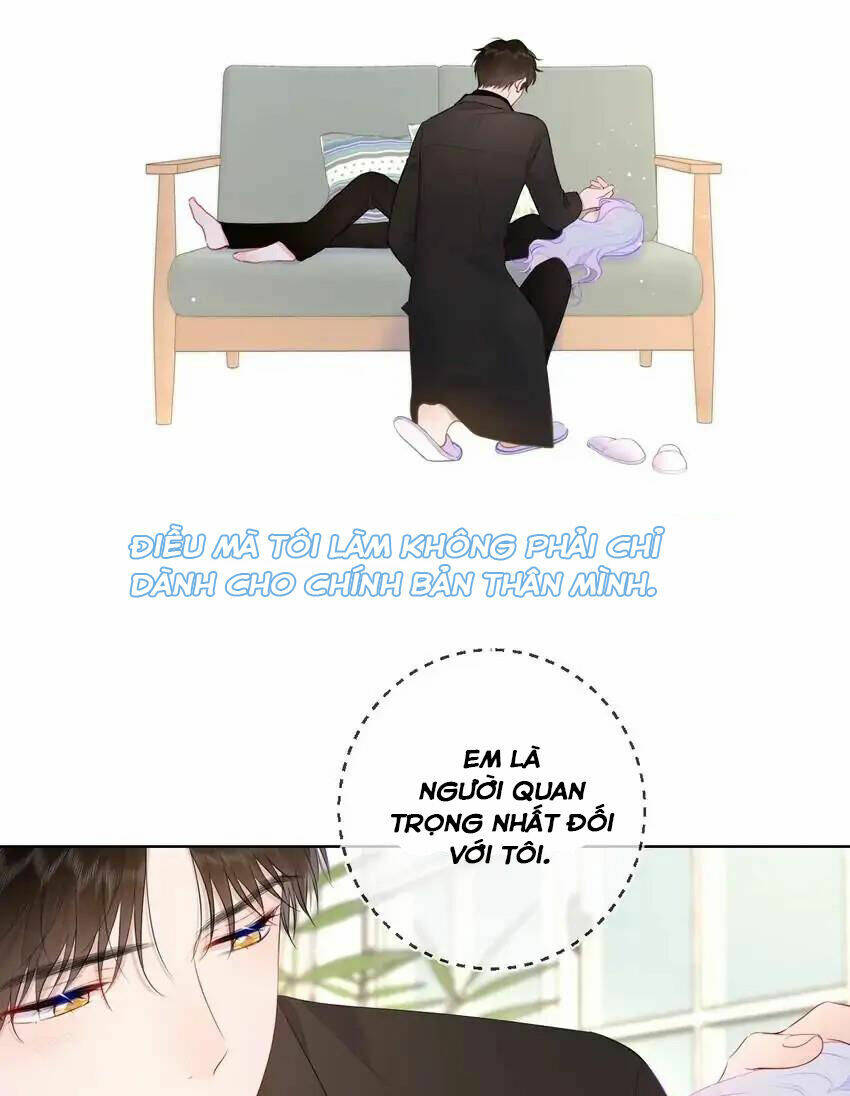 ĐIỀU MÀ TÔI LÀM KHÔNG PHẢI CHỈ
DÀNH CHO CHÍNH BẢN THÂN MÌNH.
EM LÀ
NGƯỜI QUAN
TRỌNG NHẤT ĐỐI
VỚI TÔI.